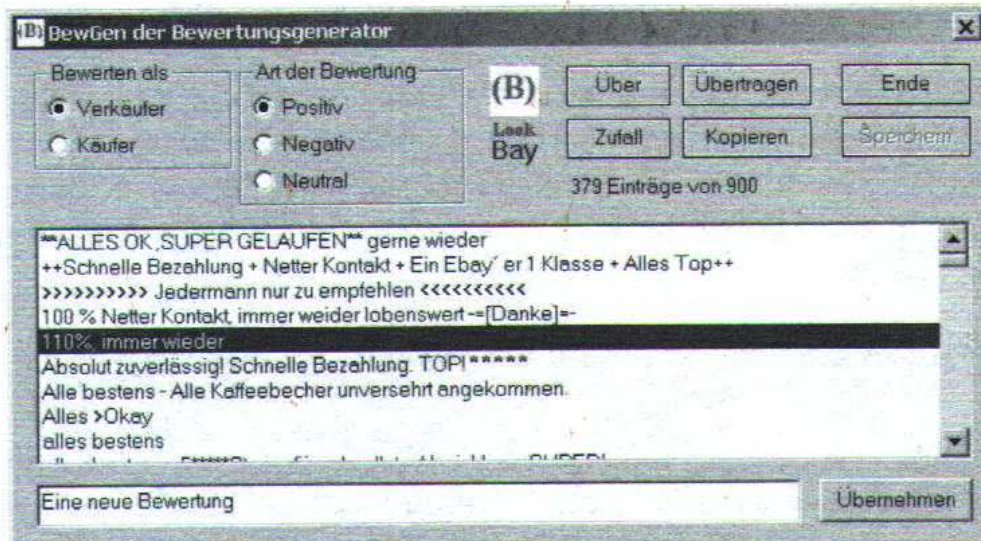 (B) BewGen der Bewertungsgenerator
Bewerten als
Verkäufer
Käufer
Art der Bewertung
Positiv
Negativ
Neutral
(B)
Look
Bay
Über
Übertragen
Ende
Zufall
Kopieren
Speichern
379 Einträge von 900
**ALLES OK ,SUPER GELAUFEN** gerne wieder
++Schnelle Bezahlung + Netter Kontakt + Ein Ebay´er 1 Klasse + Alles Top++
>>>>>>>>>> Jedermann nur zu empfehlen <<<<<<<<<<
100 % Netter Kontakt, immer weider lobenswert -=[Danke]=-
110%, immer wieder
Absolut zuverlässig! Schnelle Bezahlung. TOP! *****
Alle bestens - Alle Kaffeebecher unversehrt angekommen.
Alles >Okay
alles bestens
Eine neue Bewertung
Übernehmen